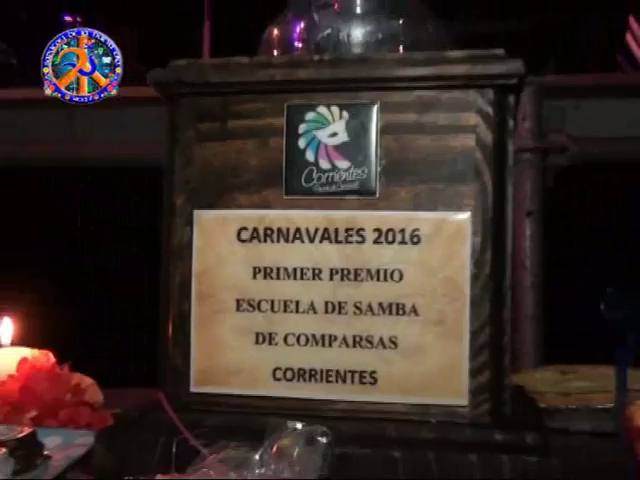 Corrientes
CARNAVALES 2016
PRIMER PREMIO
ESCUELA DE SAMBA
DE COMPARSAS
CORRIENTES